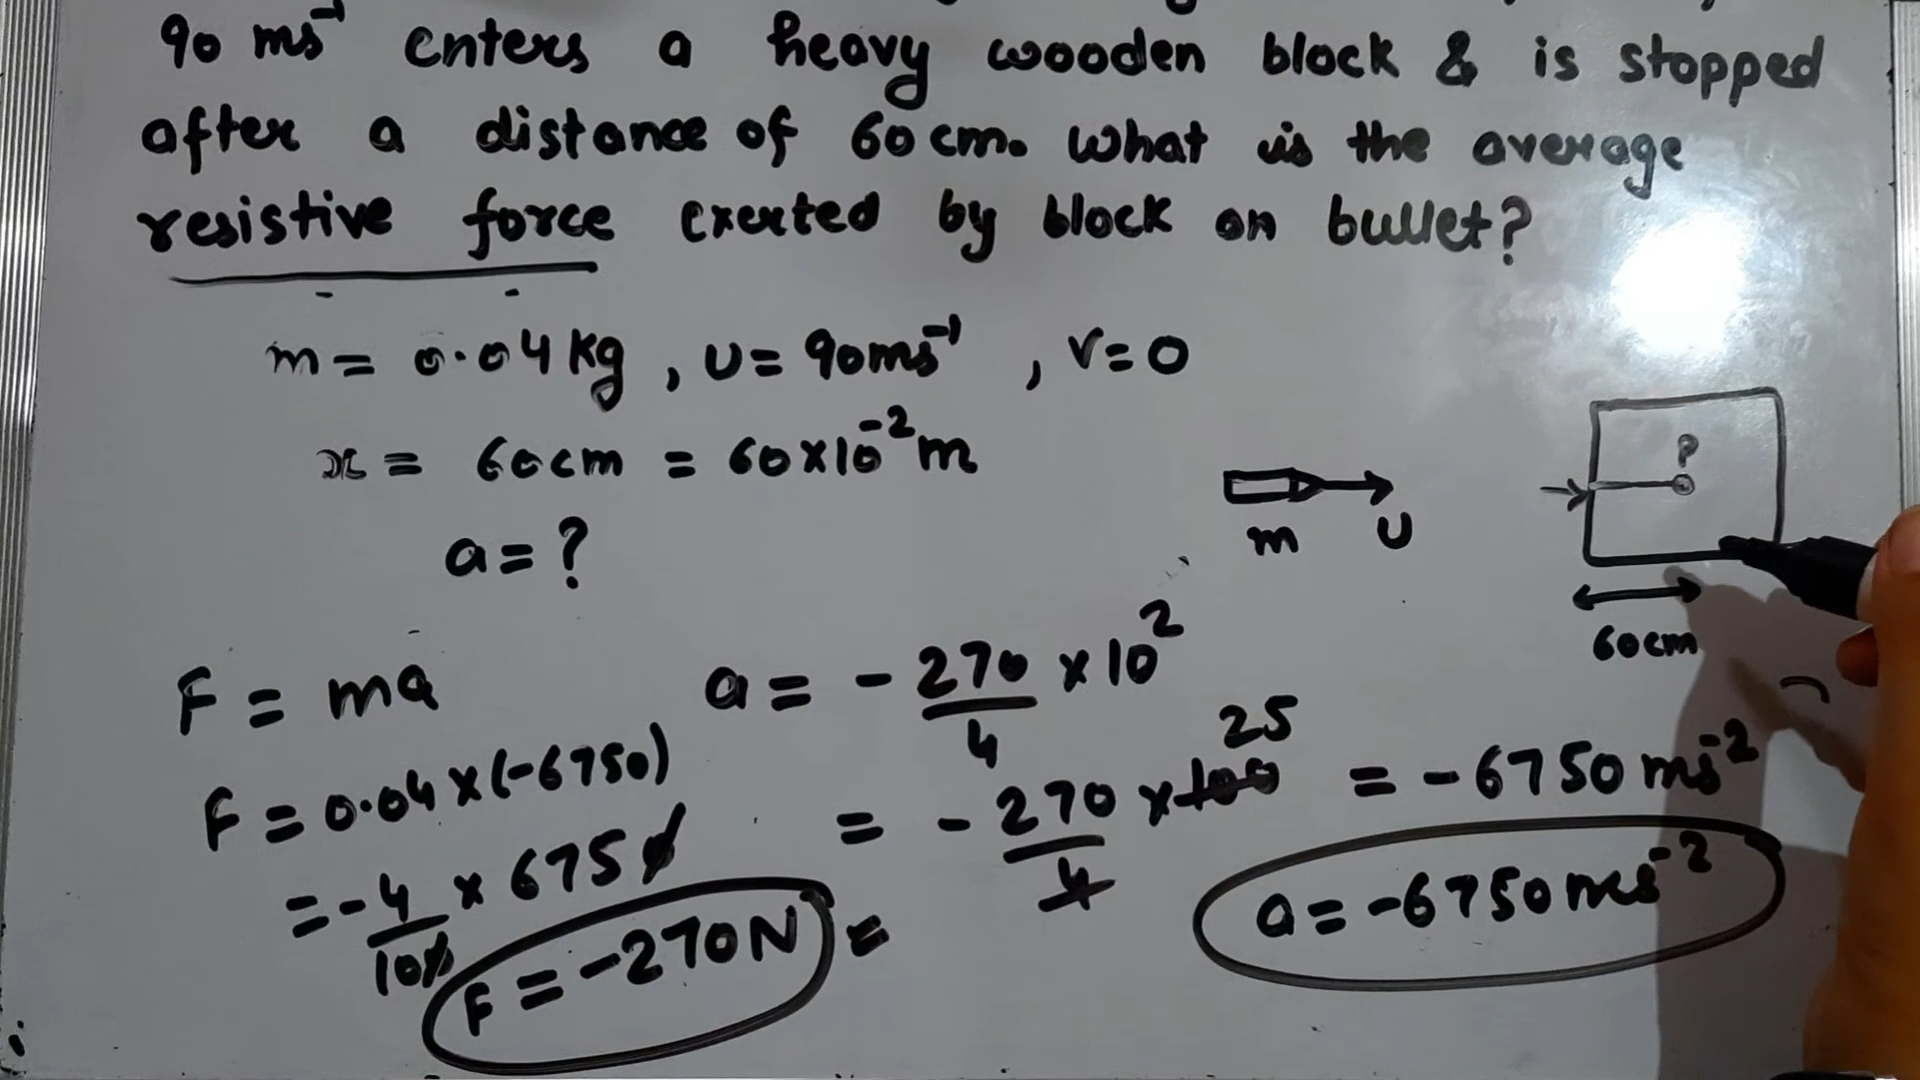 90 ms⁻¹ enters a heavy wooden block & is stopped
after a distance of 60 cm. What is the average
resistive force exerted by block on bullet?
m = 0.04 kg, u = 90 ms⁻¹, v = 0
x = 60 cm = 60 × 10⁻² m
a = ?
P
m U
60 cm
F = ma
F = 0.04 × (-6750)
= -4/100 × 6750
F = -270 N
a = -270/4 × 10²
= -270/4 × 100 25 = -6750 ms⁻²
=
a = -6750 ms⁻²